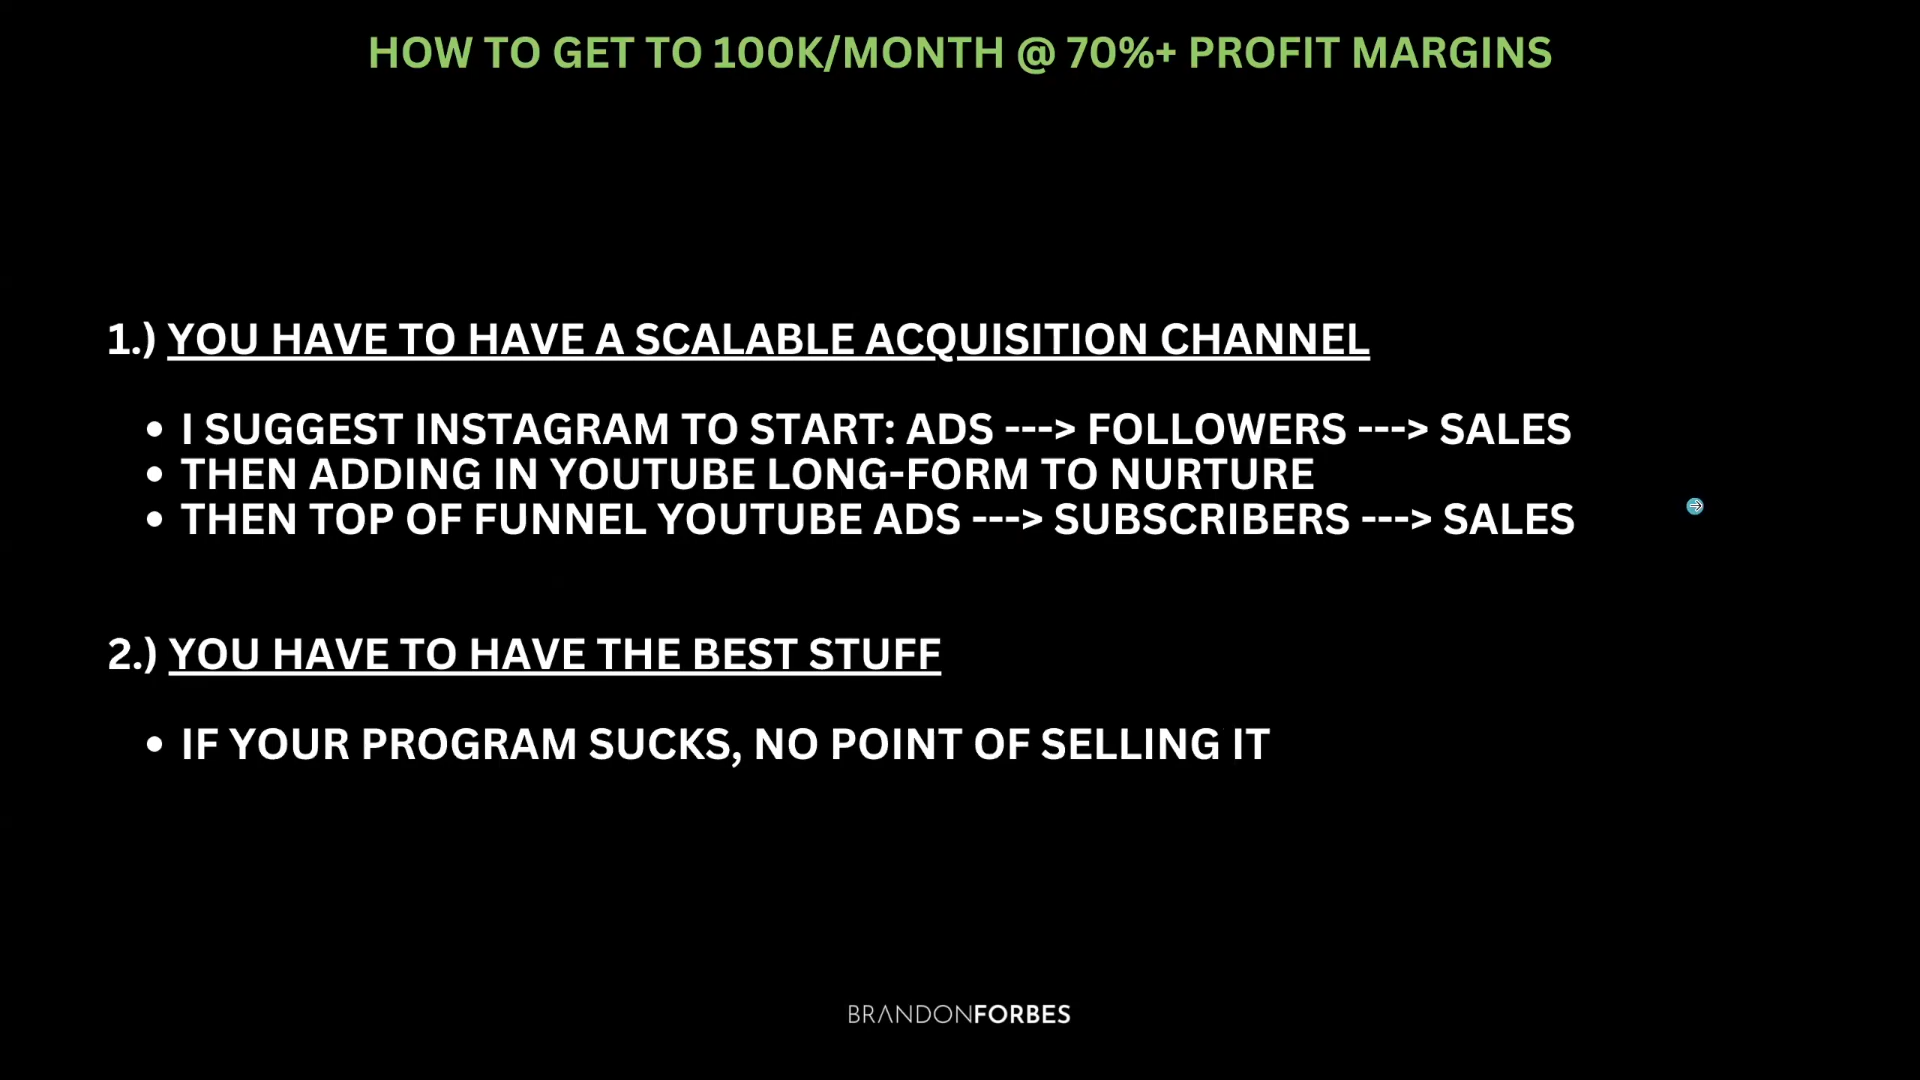 HOW TO GET TO 100K/MONTH @ 70%+ PROFIT MARGINS
1.) YOU HAVE TO HAVE A SCALABLE ACQUISITION CHANNEL
• I SUGGEST INSTAGRAM TO START: ADS ---> FOLLOWERS ---> SALES
• THEN ADDING IN YOUTUBE LONG-FORM TO NURTURE
• THEN TOP OF FUNNEL YOUTUBE ADS ---> SUBSCRIBERS ---> SALES
2.) YOU HAVE TO HAVE THE BEST STUFF
• IF YOUR PROGRAM SUCKS, NO POINT OF SELLING IT
BRANDONFORBES